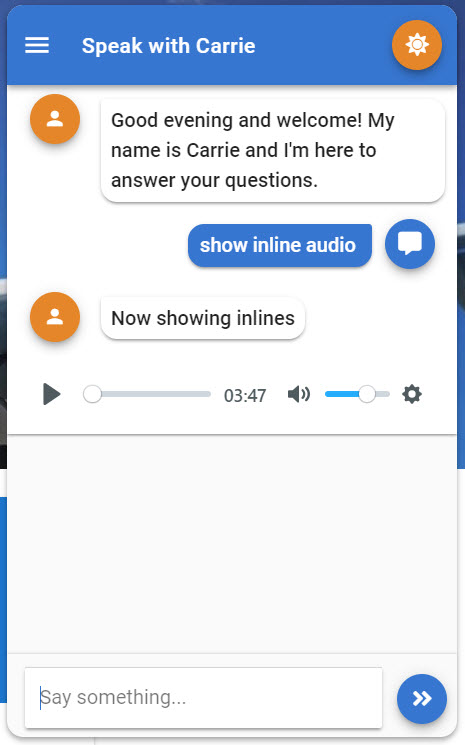 Speak with Carrie
Good evening and welcome! My
name is Carrie and I'm here to
answer your questions.
show inline audio
Now showing inlines
03:47
Say something...